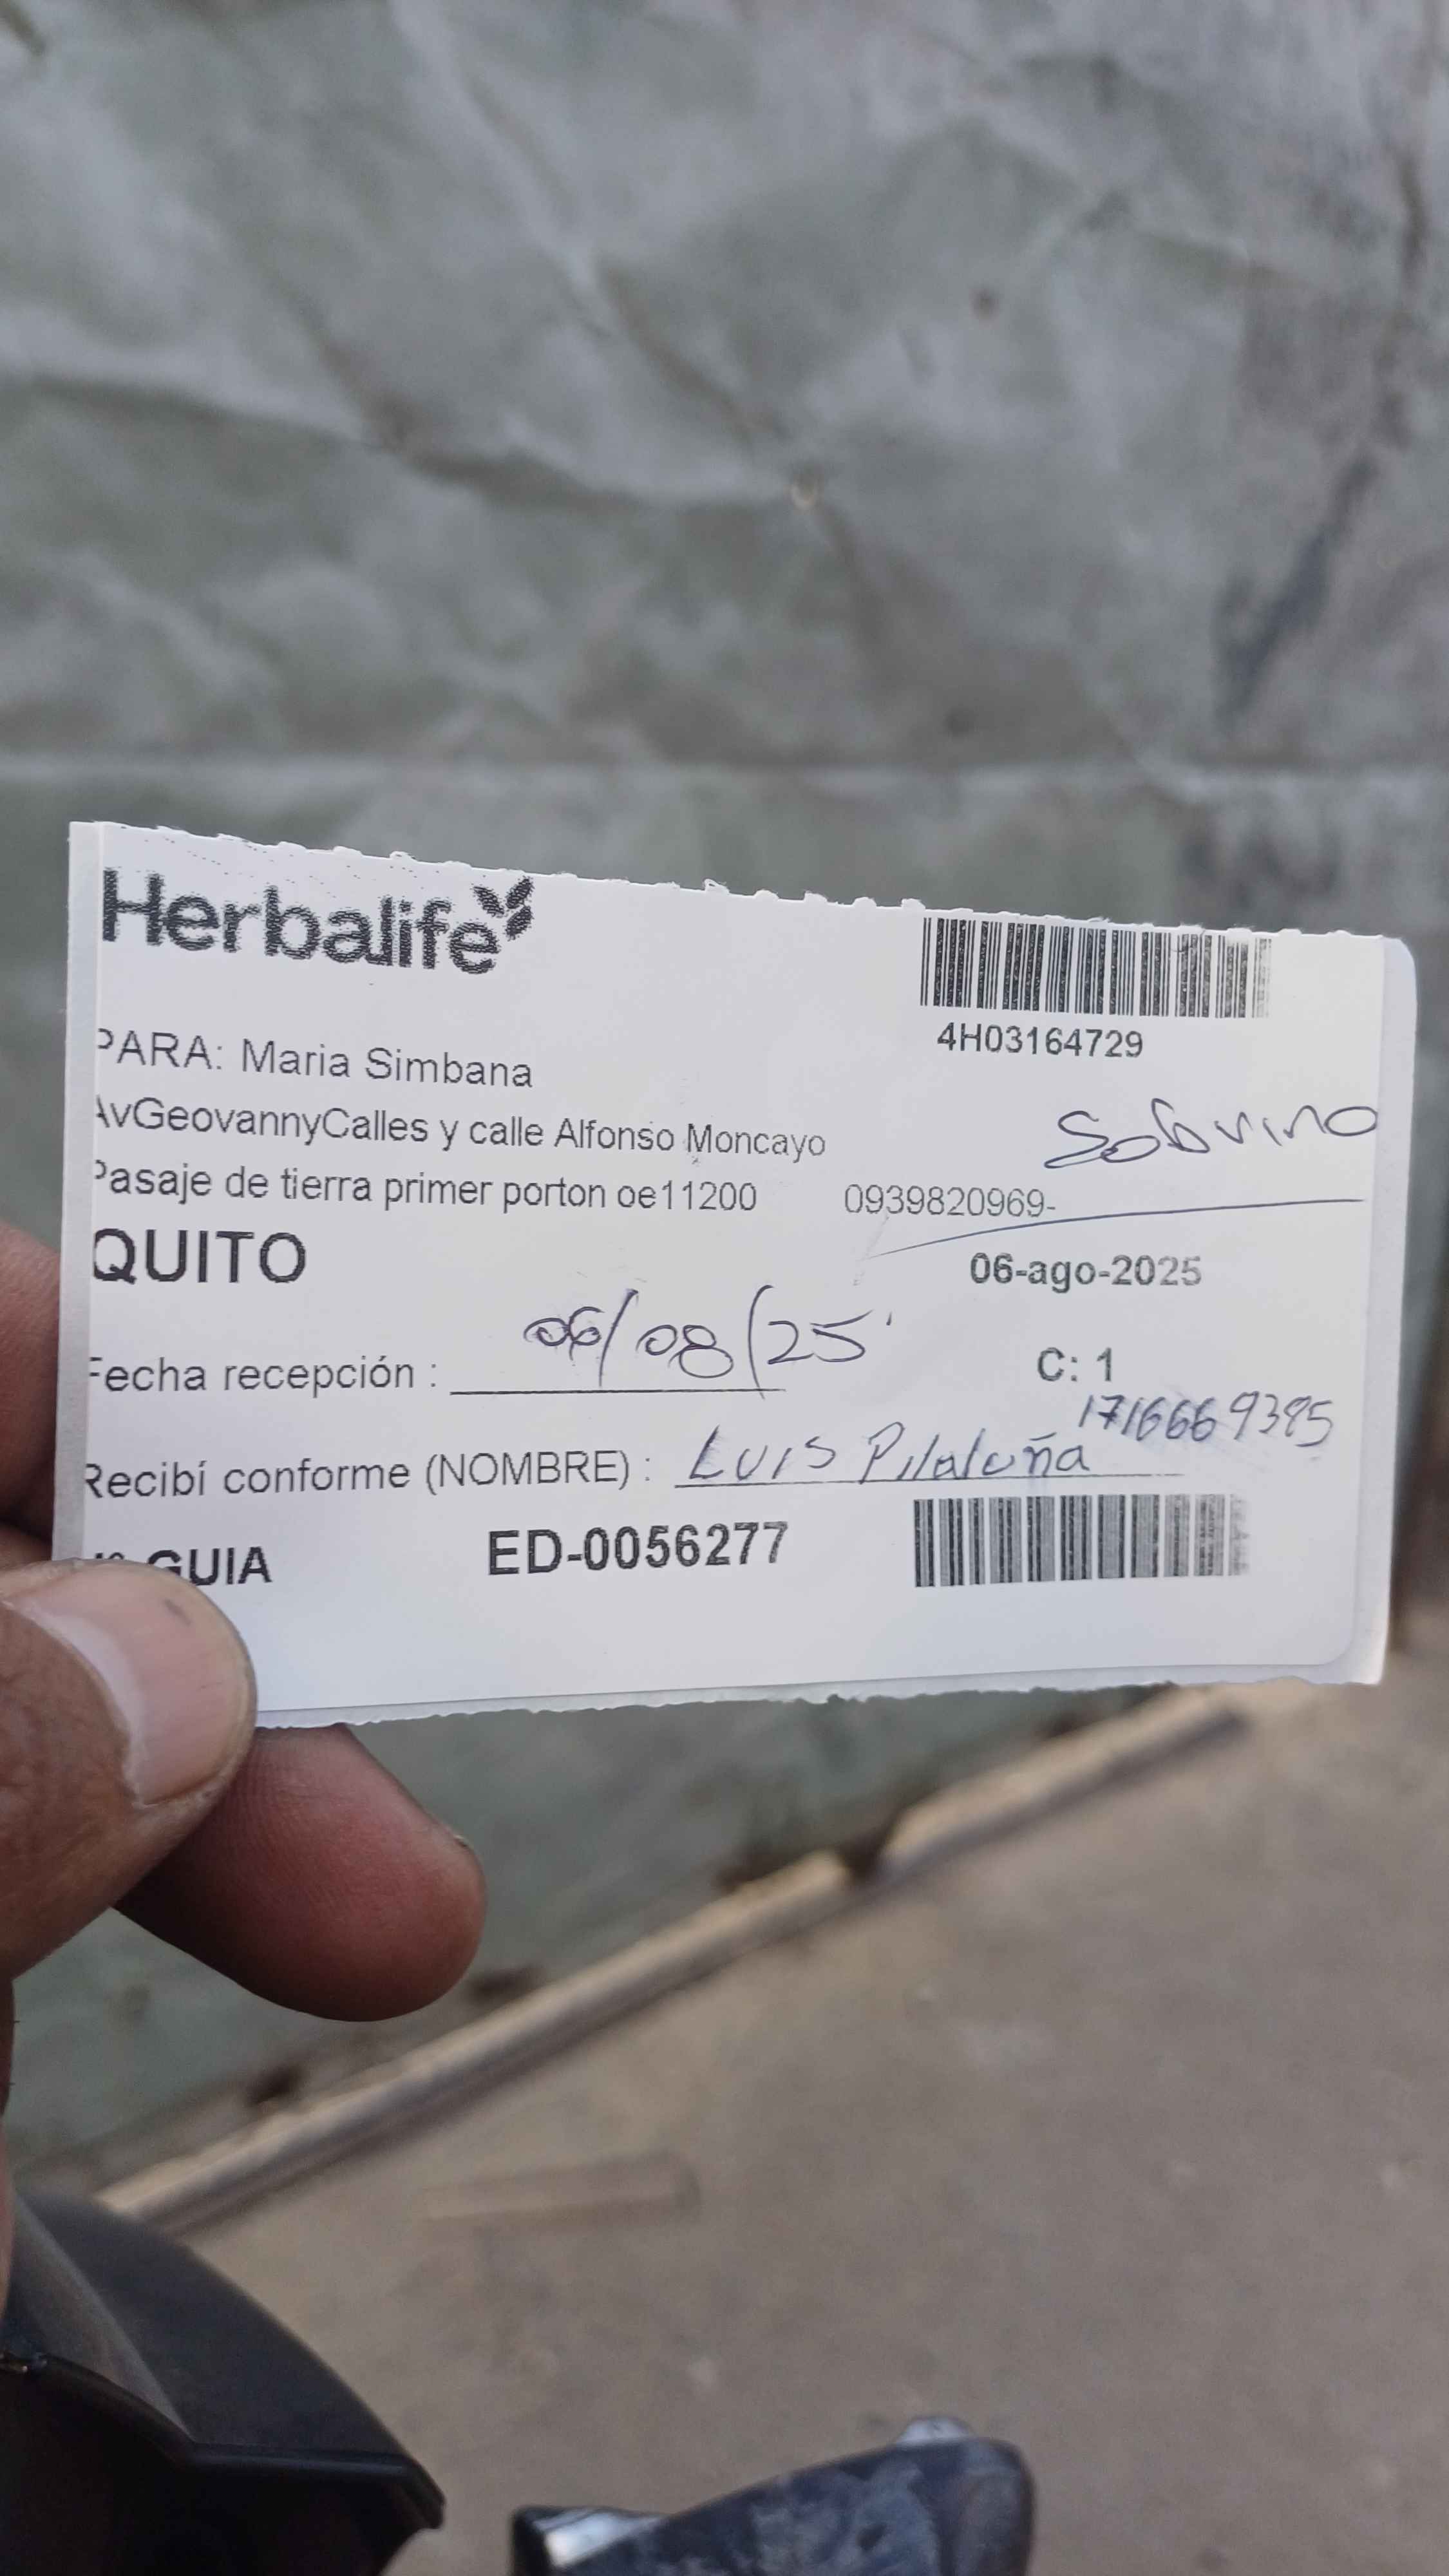 Herbalife
4H03164729
PARA: Maria Simbana
AvGeovannyCalles y calle Alfonso Moncayo
Sobrino
Pasaje de tierra primer porton oe11200 0939820969-
QUITO
06-ago-2025
Fecha recepción : 06/08/25
C: 1
1716669385
Recibí conforme (NOMBRE) : Luis Pilaluña
GUIA ED-0056277